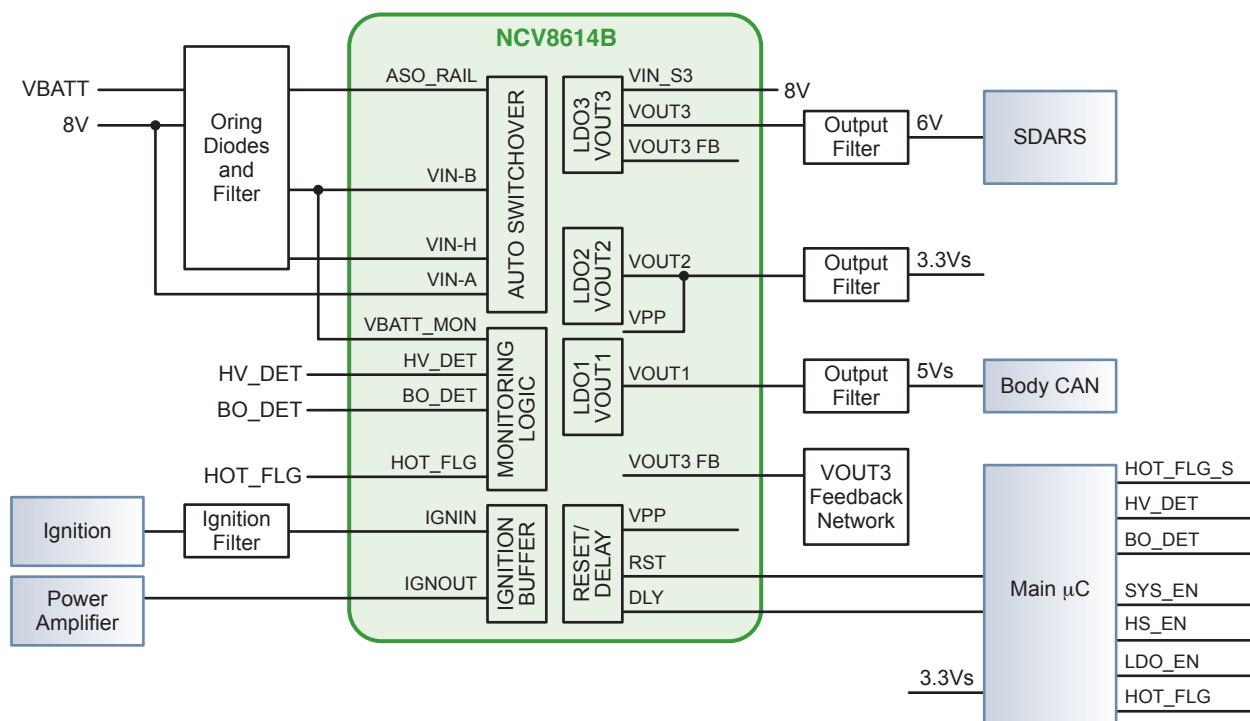 NCV8614B
VBATT
8V
Oring
Diodes
and
Filter
ASO_RAIL
VIN-B
VIN-H
VIN-A
AUTO SWITCHOVER
LDO3
VOUT3
VIN_S3
VOUT3
VOUT3 FB
8V
Output
Filter
6V
SDARS
LDO2
VOUT2
VOUT2
VPP
Output
Filter
3.3Vs
VBATT_MON
HV_DET
BO_DET
HOT_FLG
HV_DET
BO_DET
HOT_FLG
MONITORING
LOGIC
LDO1
VOUT1
VOUT1
Output
Filter
5Vs
Body CAN
VOUT3 FB
VOUT3
Feedback
Network
Ignition
Ignition
Filter
IGNIN
IGNOUT
Power
Amplifier
IGNITION
BUFFER
RESET/
DELAY
VPP
RST
DLY
3.3Vs
Main μC
HOT_FLG_S
HV_DET
BO_DET
SYS_EN
HS_EN
LDO_EN
HOT_FLG